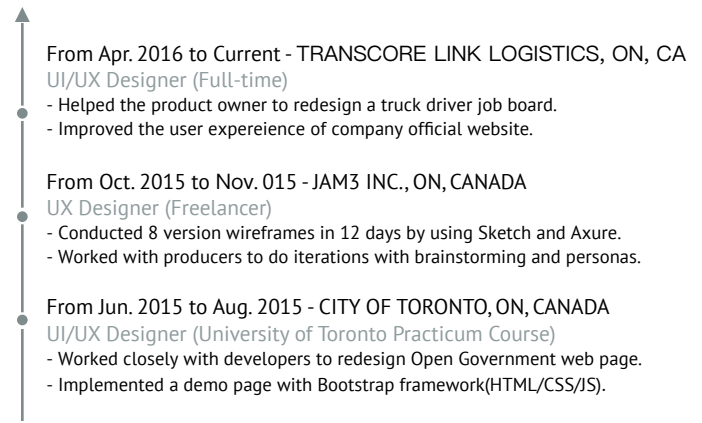 From Apr. 2016 to Current - TRANSCORE LINK LOGISTICS, ON, CA
UI/UX Designer (Full-time)
- Helped the product owner to redesign a truck driver job board.
- Improved the user expereience of company official website.
From Oct. 2015 to Nov. 015 - JAM3 INC., ON, CANADA
UX Designer (Freelancer)
- Conducted 8 version wireframes in 12 days by using Sketch and Axure.
- Worked with producers to do iterations with brainstorming and personas.
From Jun. 2015 to Aug. 2015 - CITY OF TORONTO, ON, CANADA
UI/UX Designer (University of Toronto Practicum Course)
- Worked closely with developers to redesign Open Government web page.
- Implemented a demo page with Bootstrap framework(HTML/CSS/JS).